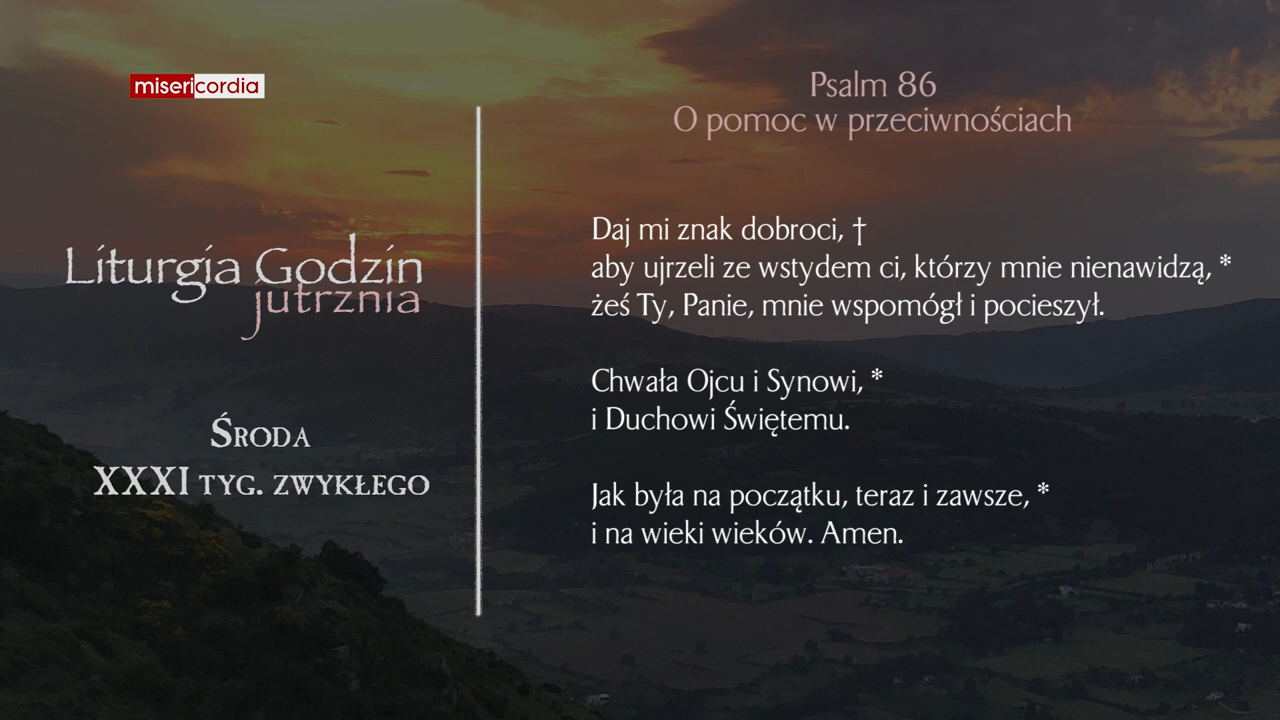 misericordia
Liturgia Godzin
jutrznia
Środa
XXXI tyg. zwykłego
Psalm 86
O pomoc w przeciwnościach
Daj mi znak dobroci, †
aby ujrzeli ze wstydem ci, którzy mnie nienawidzą, *
żeś Ty, Panie, mnie wspomógł i pocieszył.
Chwała Ojcu i Synowi, *
i Duchowi Świętemu.
Jak była na początku, teraz i zawsze, *
i na wieki wieków. Amen.